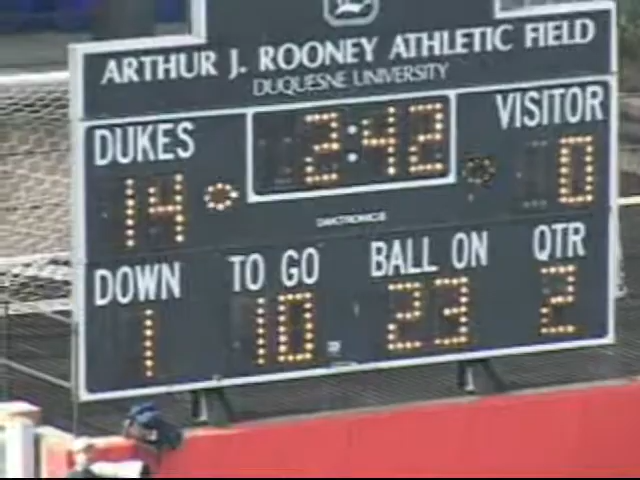 ARTHUR J. ROONEY ATHLETIC FIELD
DUQUESNE UNIVERSITY
DUKES 2:42 VISITOR
14 0
DAKTRONICS
DOWN TO GO BALL ON QTR
1 10 23 2